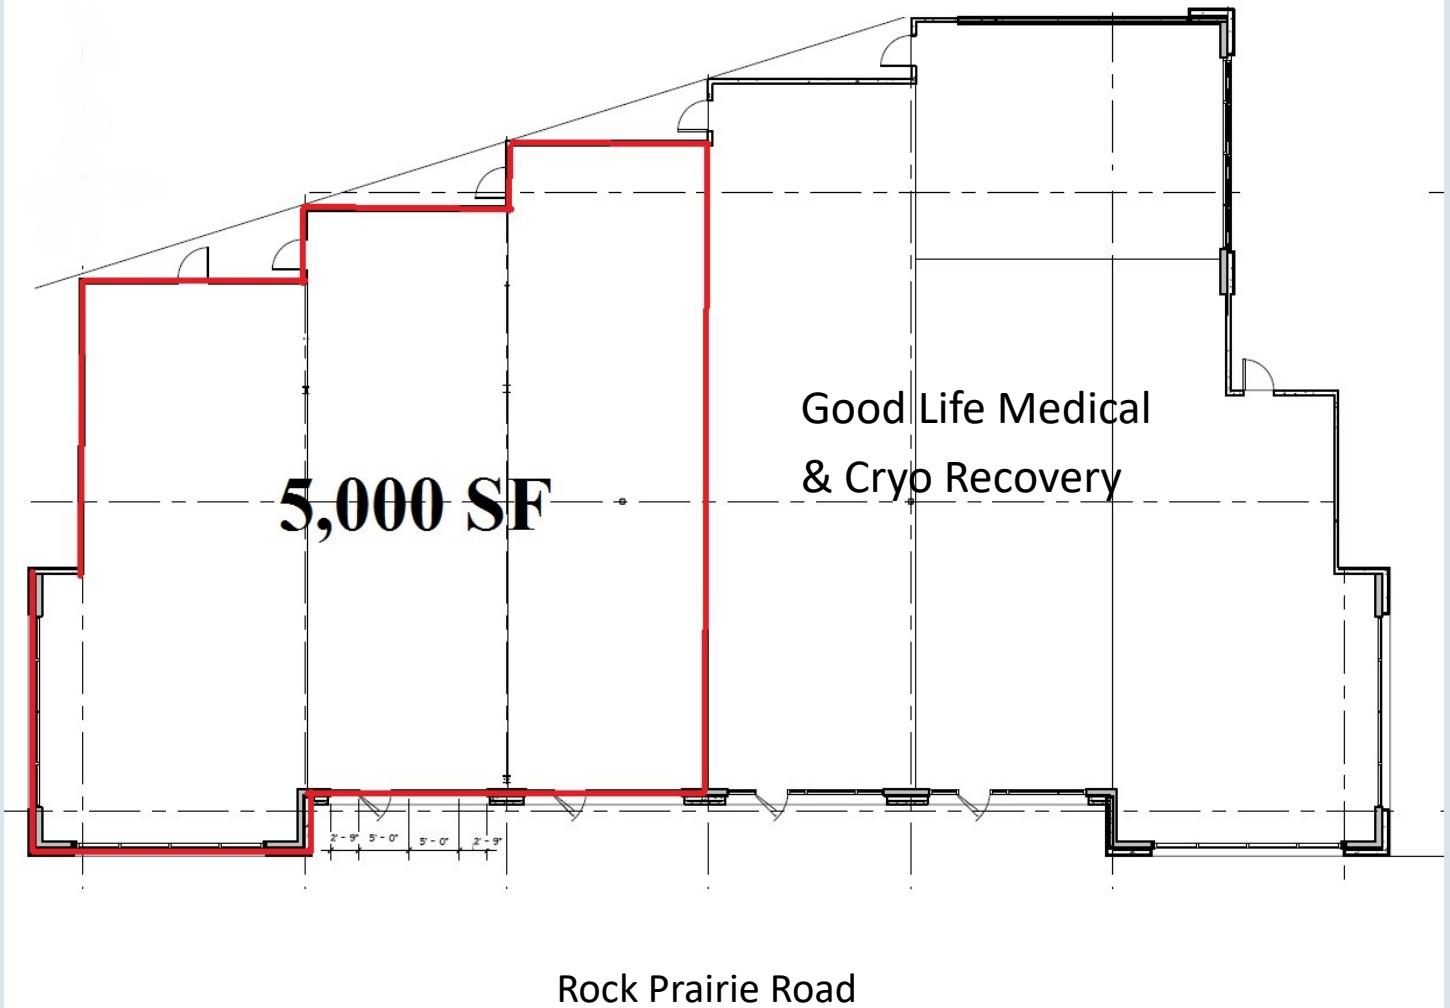 Good Life Medical
& Cryo Recovery
5,000 SF
2' - 9" 5' - 0" 5' - 0" 2' - 9"
Rock Prairie Road